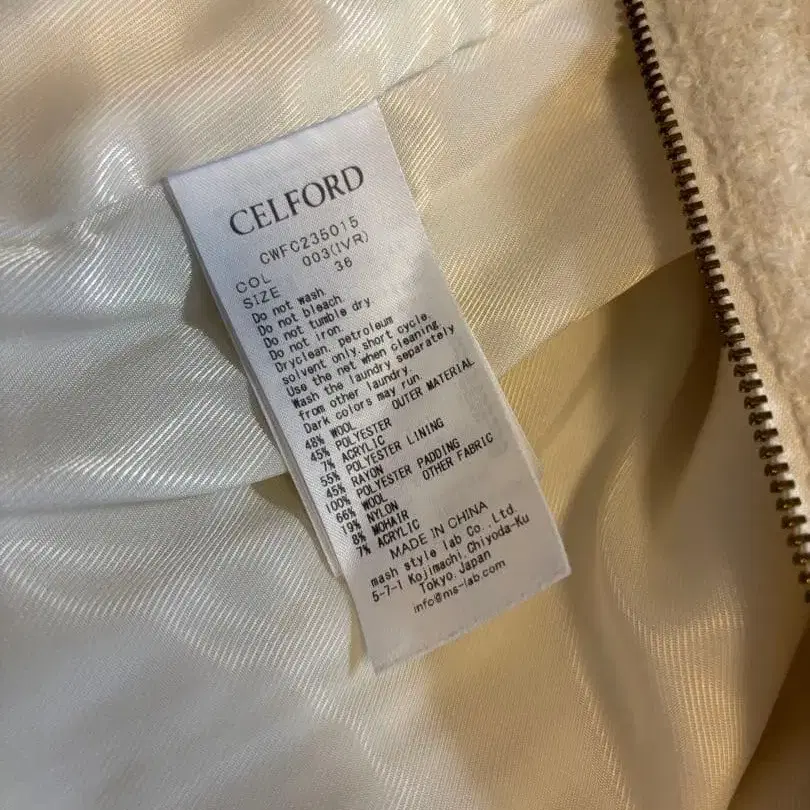 CELFORD
CWFC235015
COL 003(IVR)
SIZE 36
Do not wash
Do not bleach
Do not tumble dry
Do not iron
Dryclean, petroleum
solvent only,short cycle
Use the net when cleaning
Wash the laundry separately
from other laundry.
Dark colors may run.
OUTER MATERIAL
48% WOOL
45% POLYESTER
7% ACRYLIC
55% POLYESTER LINING
45% RAYON
100% POLYESTER PADDING
66% WOOL OTHER FABRIC
19% NYLON
8% MOHAIR
7% ACRYLIC
MADE IN CHINA
mash style lab Co.,Ltd.
5-7-1 Kojimachi,Chiyoda-Ku
Tokyo,Japan
info@ms-lab.com